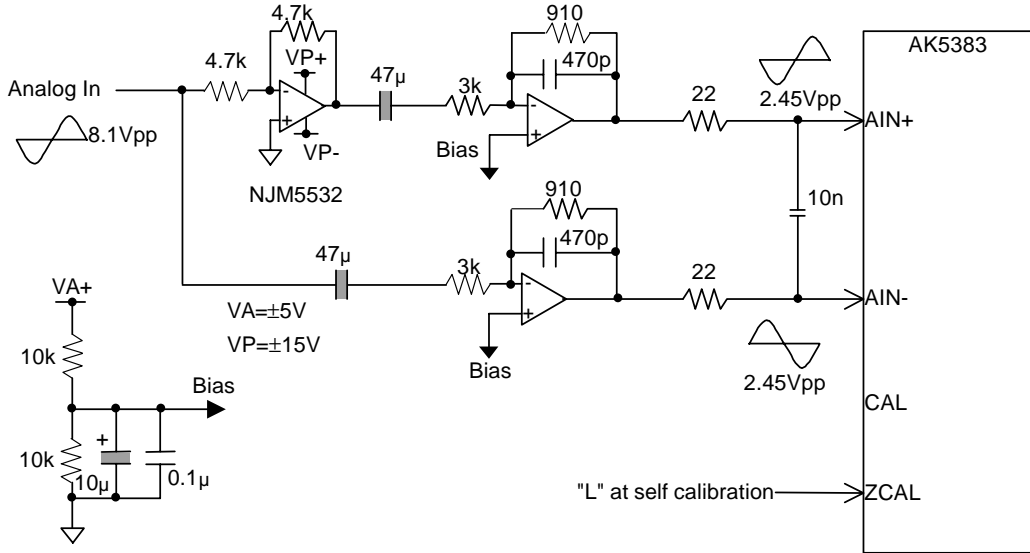 4.7k
910
AK5383
4.7k
VP+
47µ
470p
3k
22
2.45Vpp
Analog In
8.1Vpp
-
+
-
+
AIN+
VP-
Bias
NJM5532
910
10n
47µ
470p
3k
22
VA+
-
+
AIN-
VA=±5V
VP=±15V
10k
Bias
Bias
2.45Vpp
CAL
+
10k
10µ
0.1µ
"L" at self calibration
ZCAL